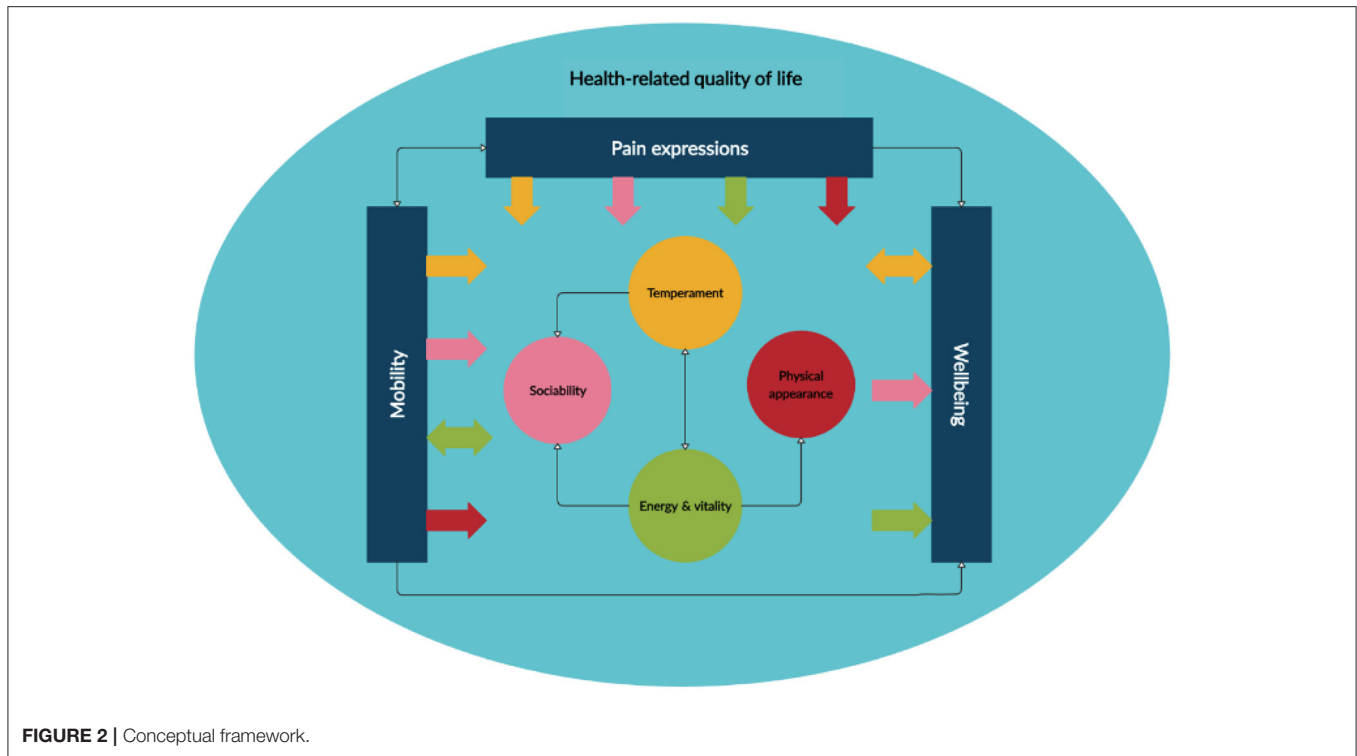 Health-related quality of life
Pain expressions
Mobility
Temperament
Sociability
Physical
appearance
Energy & vitality
Wellbeing
FIGURE 2 | Conceptual framework.